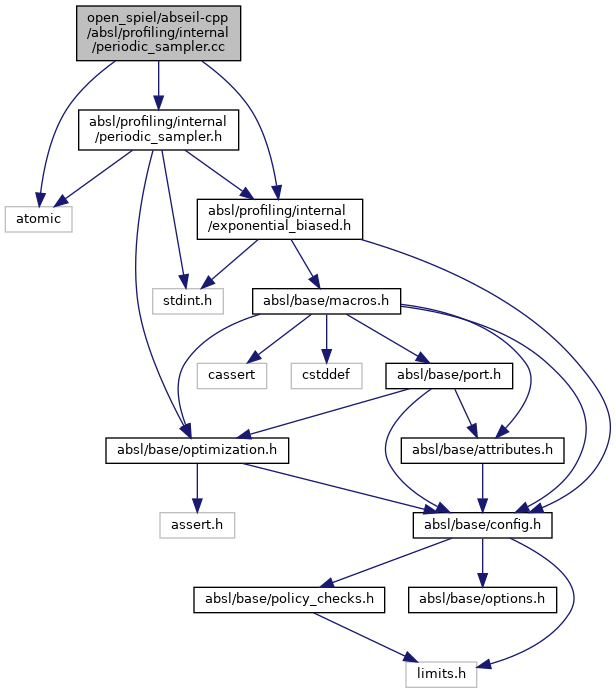 open_spiel/abseil-cpp
/absl/profiling/internal
/periodic_sampler.cc
absl/profiling/internal
/periodic_sampler.h
absl/profiling/internal
/exponential_biased.h
atomic
stdint.h
absl/base/macros.h
cassert
cstddef
absl/base/port.h
absl/base/optimization.h
absl/base/attributes.h
assert.h
absl/base/config.h
absl/base/policy_checks.h
absl/base/options.h
limits.h